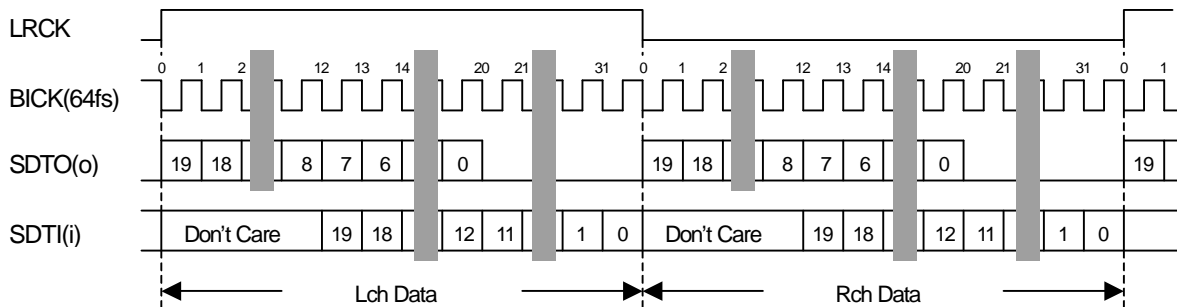 LRCK
0 1 2 12 13 14 20 21 31 0 1 2 12 13 14 20 21 31 0 1
BICK(64fs)
SDTO(o) 19 18 8 7 6 0 19 18 8 7 6 0 19
SDTI(i) Don't Care 19 18 12 11 1 0 Don't Care 19 18 12 11 1 0
Lch Data Rch Data